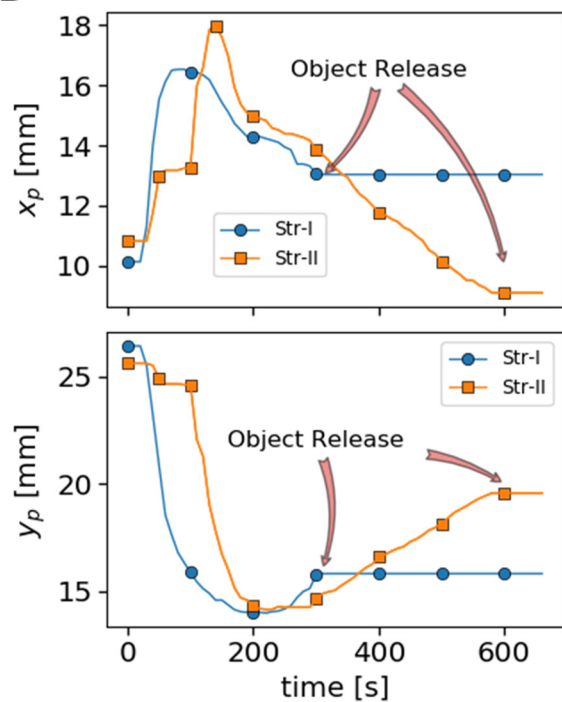 18
16
14
12
10
x_p [mm]
Object Release
Str-I
Str-II
25
20
15
y_p [mm]
Str-I
Str-II
Object Release
0 200 400 600
time [s]